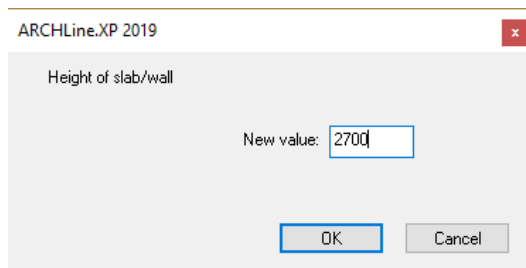 ARCHLine.XP 2019
x
Height of slab/wall
New value: 2700
OK Cancel